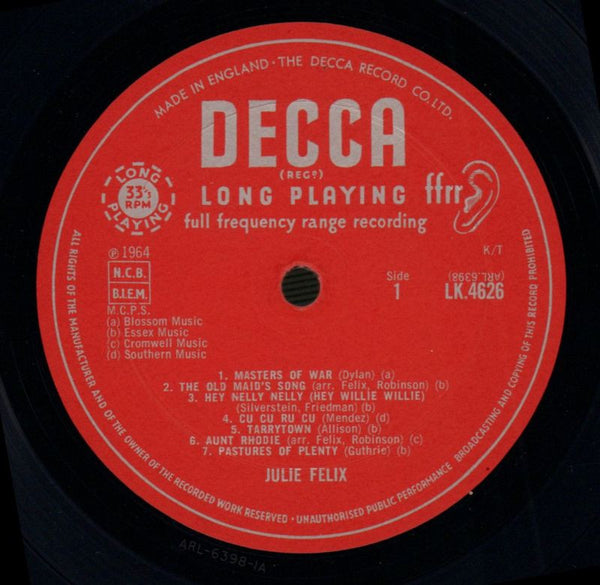 MADE IN ENGLAND · THE DECCA RECORD CO. LTD.
DECCA
(REGD)
LONG PLAYING ffrr
full frequency range recording
LONG PLAYING
33⅓
RPM
℗ 1964
K/T
N.C.B.
B.I.E.M.
Side
1
(ARL.6398)
LK.4626
M.C.P.S.
(a) Blossom Music
(b) Essex Music
(c) Cromwell Music
(d) Southern Music
1. MASTERS OF WAR (Dylan) (a)
2. THE OLD MAID'S SONG (arr. Felix, Robinson) (b)
3. HEY NELLY NELLY (HEY WILLIE WILLIE)
(Silverstein, Friedman) (b)
4. CU CU RU CU (Mendez) (d)
5. TARRYTOWN (Allison) (b)
6. AUNT RHODIE (arr. Felix, Robinson) (c)
7. PASTURES OF PLENTY (Guthrie) (b)
JULIE FELIX
ALL RIGHTS OF THE MANUFACTURER AND OF THE OWNER OF THE RECORDED WORK RESERVED · UNAUTHORISED PUBLIC PERFORMANCE BROADCASTING AND COPYING OF THIS RECORD PROHIBITED
ARL-6398-1A